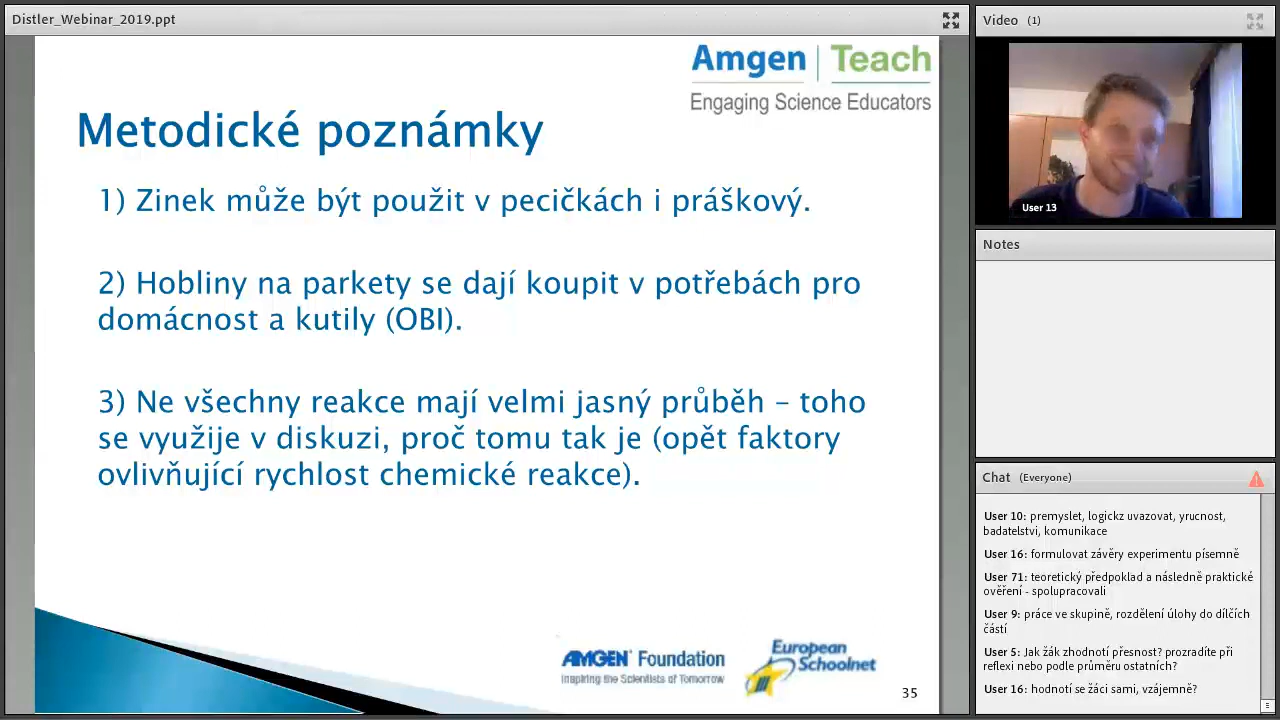 Distler_Webinar_2019.ppt
Amgen Teach
Engaging Science Educators
Metodické poznámky
1) Zinek může být použit v pecičkách i práškový.
2) Hobliny na parkety se dají koupit v potřebách pro
domácnost a kutily (OBI).
3) Ne všechny reakce mají velmi jasný průběh – toho
se využije v diskuzi, proč tomu tak je (opět faktory
ovlivňující rychlost chemické reakce).
AMGEN Foundation
Inspiring the Scientists of Tomorrow
European
Schoolnet
35
Video (1)
User 13
Notes
Chat (Everyone)
User 10: premyslet, logickz uvazovat, yrucnost,
badatelstvi, komunikace
User 16: formulovat závěry experimentu písemně
User 71: teoretický předpoklad a následně praktické
ověření - spolupracovali
User 9: práce ve skupině, rozdělení úlohy do dílčích
částí
User 5: Jak žák zhodnotí přesnost? prozradíte při
reflexi nebo podle průměru ostatních?
User 16: hodnotí se žáci sami, vzájemně?